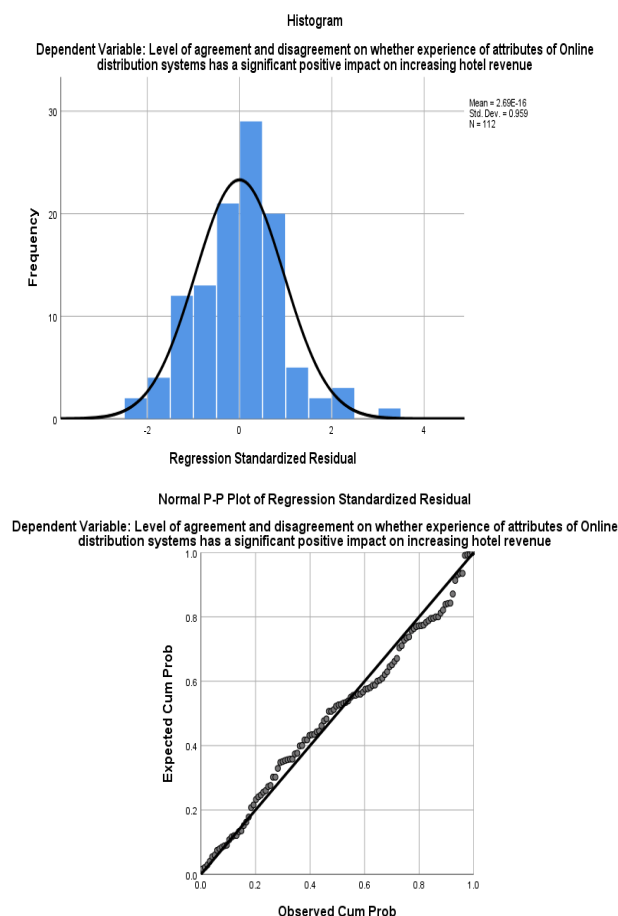 Histogram
Dependent Variable: Level of agreement and disagreement on whether experience of attributes of Online
distribution systems has a significant positive impact on increasing hotel revenue
Mean = 2.69E-16
Std. Dev. = 0.959
N = 112
30
20
10
0
Frequency
-2 0 2 4
Regression Standardized Residual
Normal P-P Plot of Regression Standardized Residual
Dependent Variable: Level of agreement and disagreement on whether experience of attributes of Online
distribution systems has a significant positive impact on increasing hotel revenue
1.0
0.8
0.6
0.4
0.2
0.0
Expected Cum Prob
0.0 0.2 0.4 0.6 0.8 1.0
Observed Cum Prob